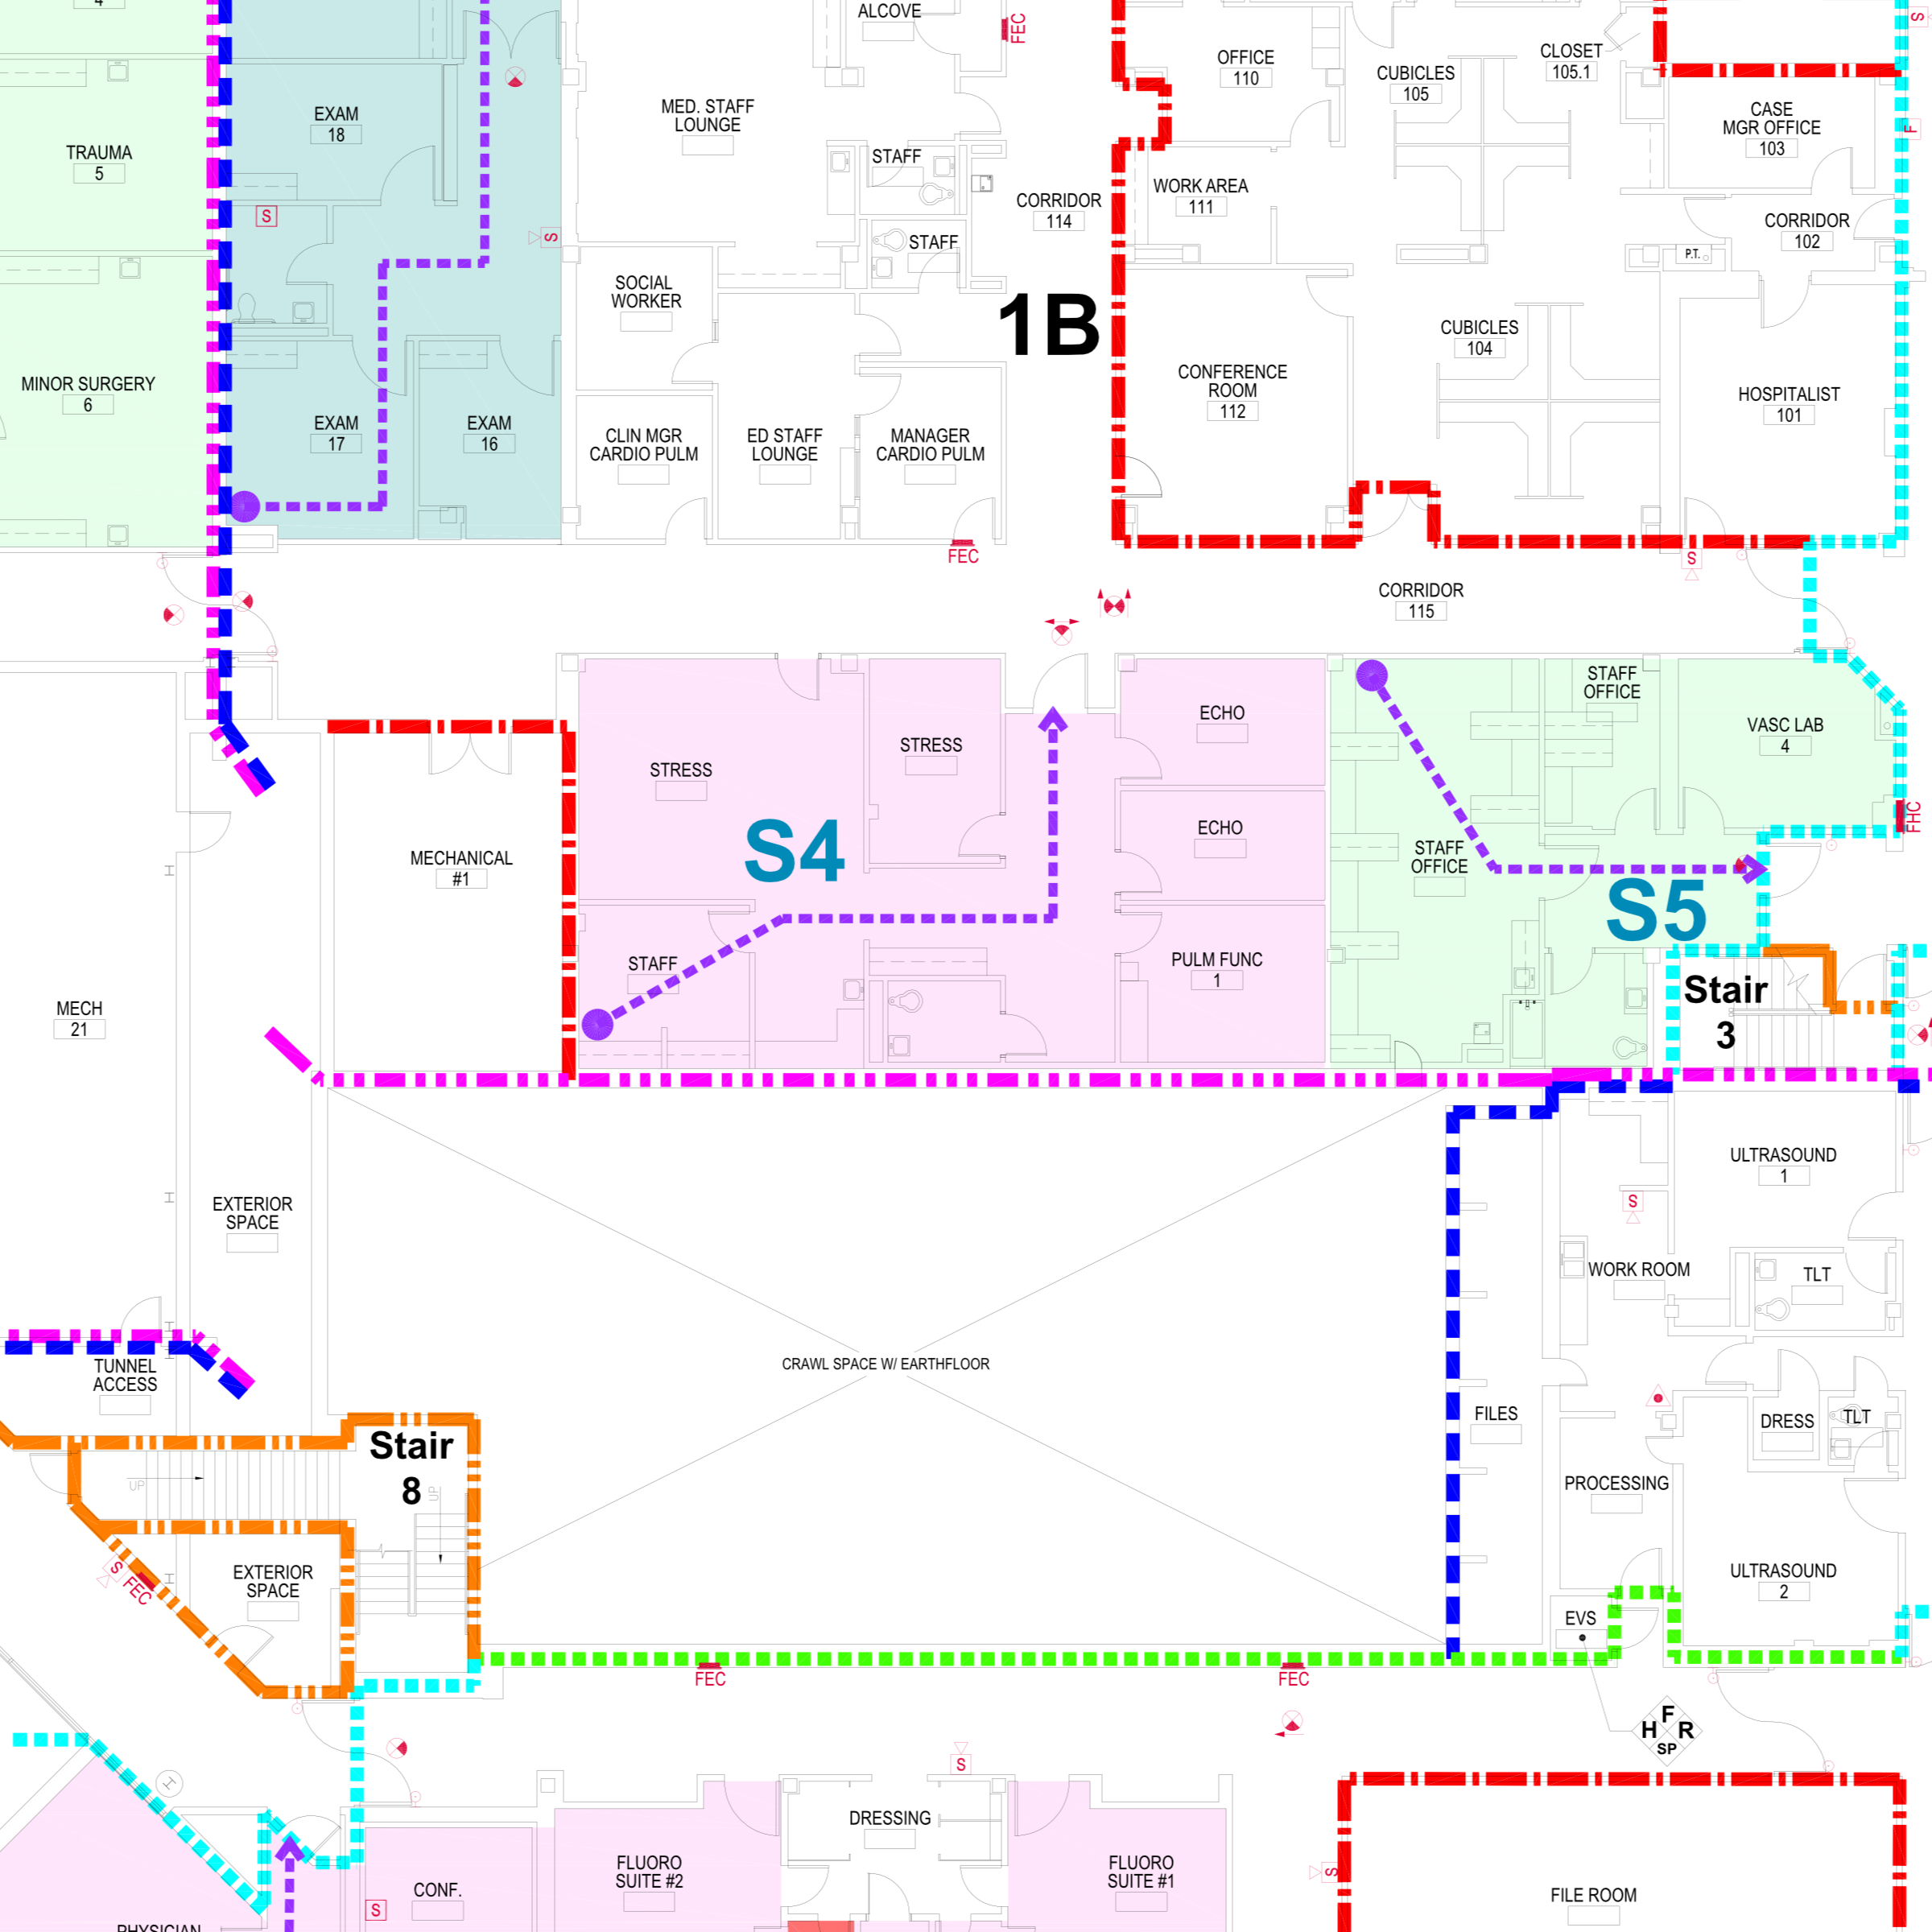 4
ALCOVE
FEC
OFFICE
110
CUBICLES
105
CLOSET
105.1
S
EXAM
18
MED. STAFF
LOUNGE
CASE
MGR OFFICE
103
F
TRAUMA
5
STAFF
WORK AREA
111
CORRIDOR
114
S
S
STAFF
CORRIDOR
102
P.T.
SOCIAL
WORKER
1B
CUBICLES
104
MINOR SURGERY
6
CONFERENCE
ROOM
112
HOSPITALIST
101
EXAM
17
EXAM
16
CLIN MGR
CARDIO PULM
ED STAFF
LOUNGE
MANAGER
CARDIO PULM
FEC
S
CORRIDOR
115
STAFF
OFFICE
ECHO
VASC LAB
4
STRESS
STRESS
FHC
ECHO
S4
MECHANICAL
#1
STAFF
OFFICE
S5
STAFF
PULM FUNC
1
Stair
3
MECH
21
ULTRASOUND
1
EXTERIOR
SPACE
S
WORK ROOM
TLT
TUNNEL
ACCESS
CRAWL SPACE W/ EARTHFLOOR
FILES
DRESS
TLT
Stair
8
UP
UP
PROCESSING
S
FEC
EXTERIOR
SPACE
ULTRASOUND
2
EVS
FEC
FEC
F
H R
SP
S
H
DRESSING
FLUORO
SUITE #2
FLUORO
SUITE #1
S
CONF.
S
FILE ROOM
PHYSICIAN